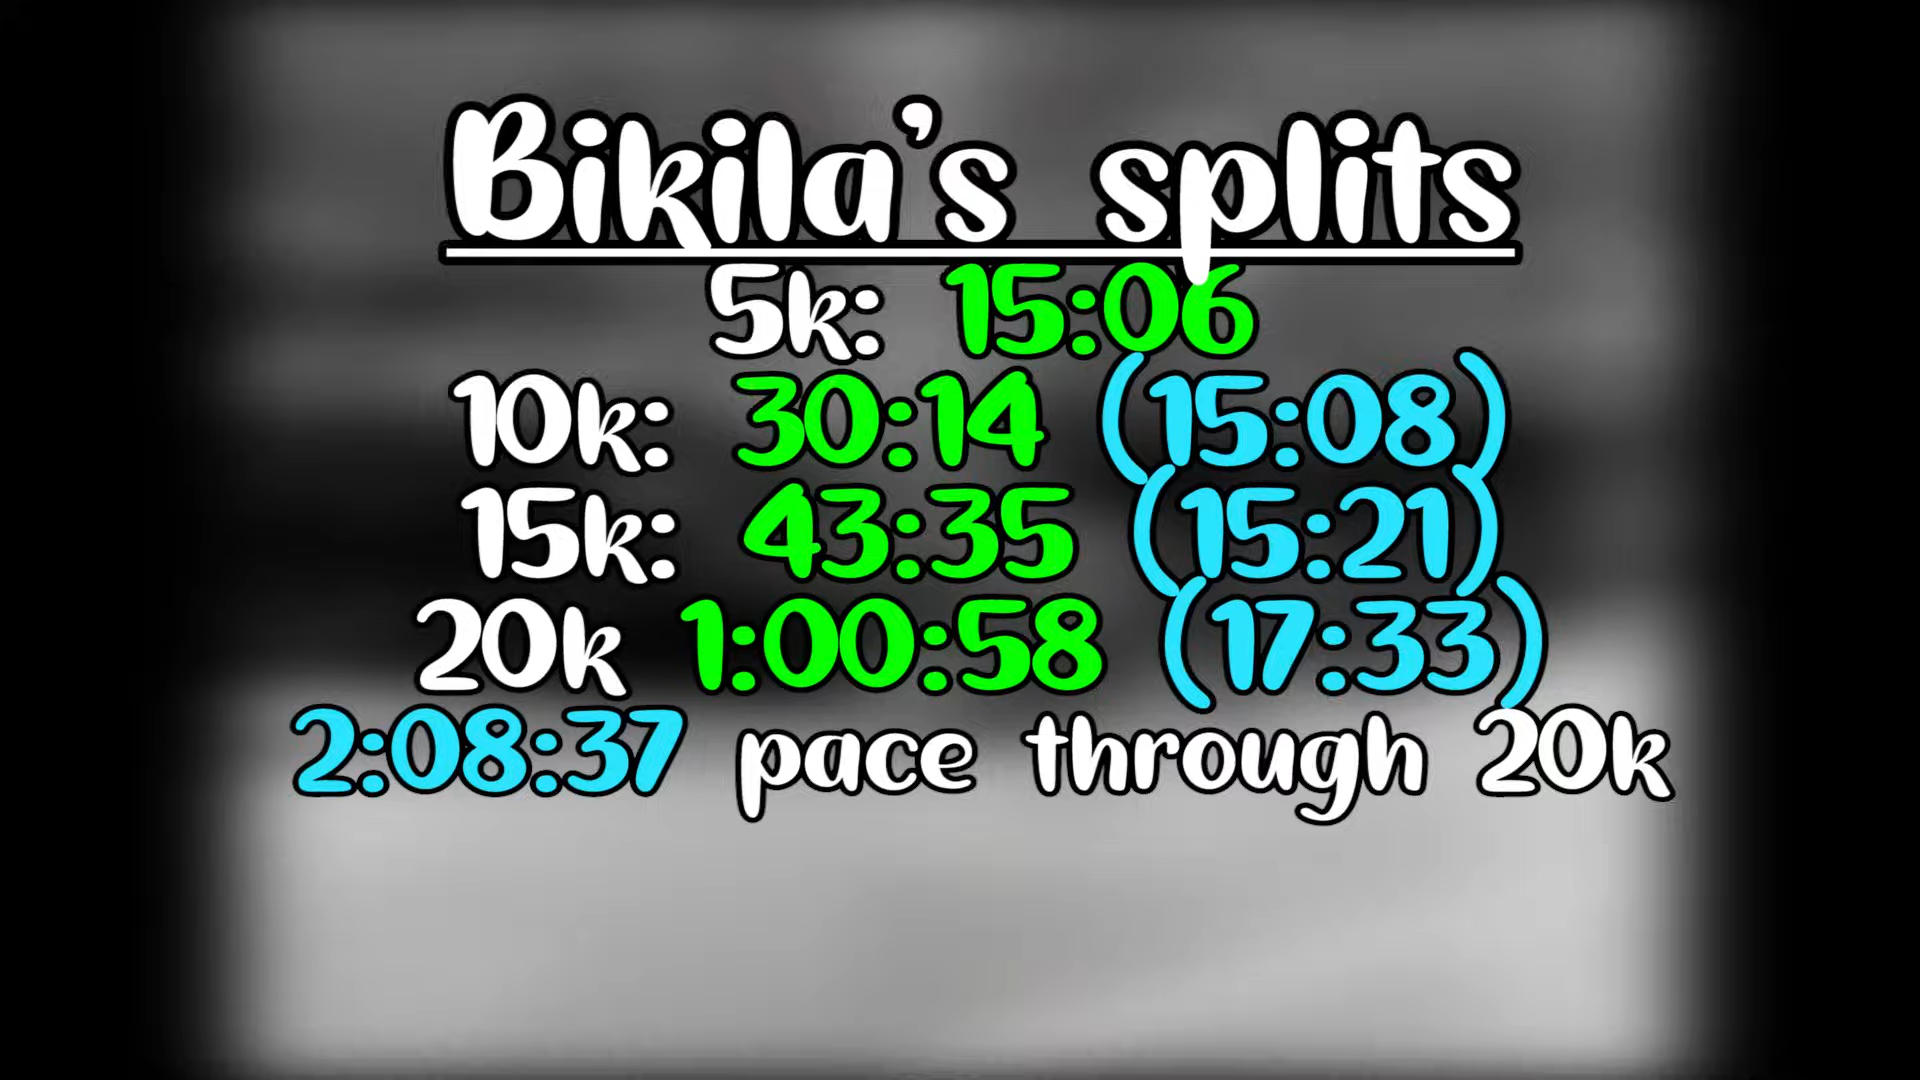 Bikila's splits
5k: 15:06
10k: 30:14 (15:08)
15k: 43:35 (15:21)
20k 1:00:58 (17:33)
2:08:37 pace through 20k